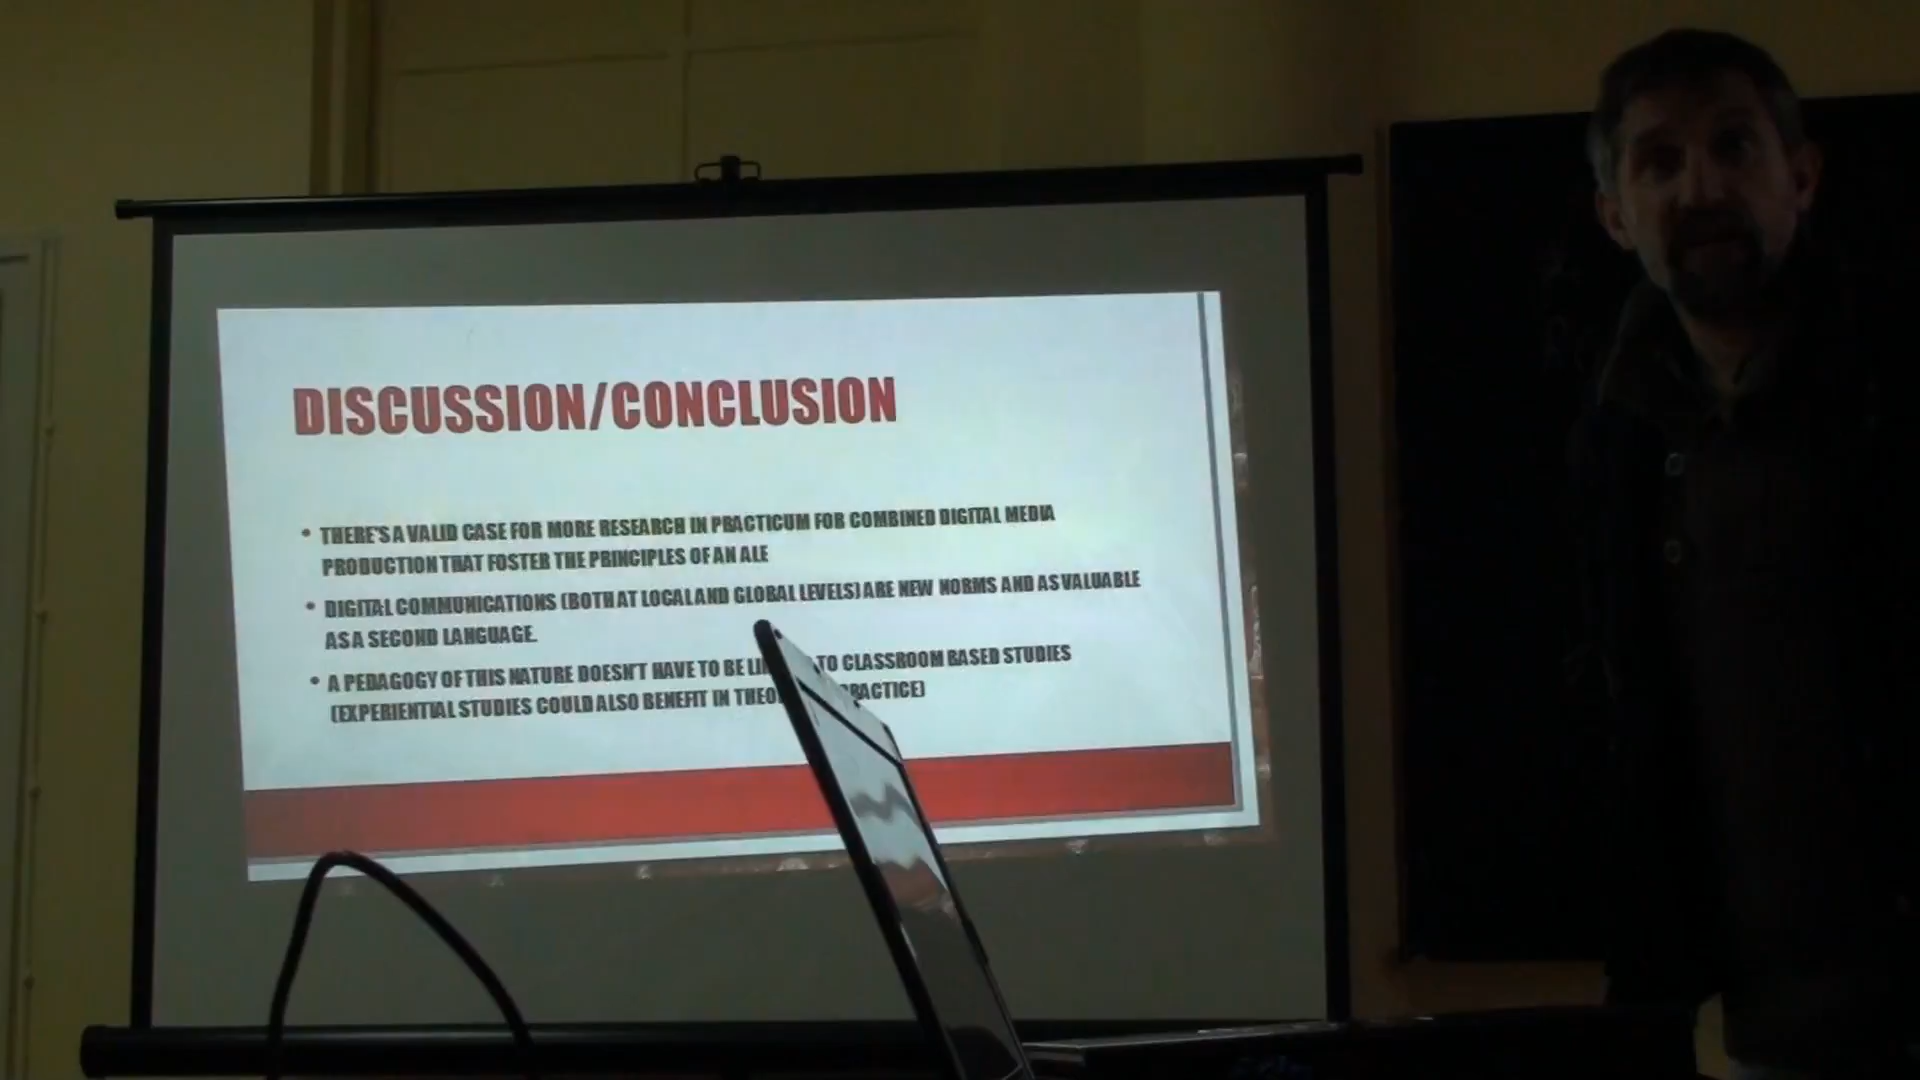 DISCUSSION/CONCLUSION
• THERE'S A VALID CASE FOR MORE RESEARCH IN PRACTICUM FOR COMBINED DIGITAL MEDIA
PRODUCTION THAT FOSTER THE PRINCIPLES OF AN ALE
• DIGITAL COMMUNICATIONS (BOTH AT LOCAL AND GLOBAL LEVELS) ARE NEW NORMS AND AS VALUABLE
AS A SECOND LANGUAGE.
• A PEDAGOGY OF THIS NATURE DOESN'T HAVE TO BE TO CLASSROOM BASED STUDIES
(EXPERIENTIAL STUDIES COULD ALSO BENEFIT IN